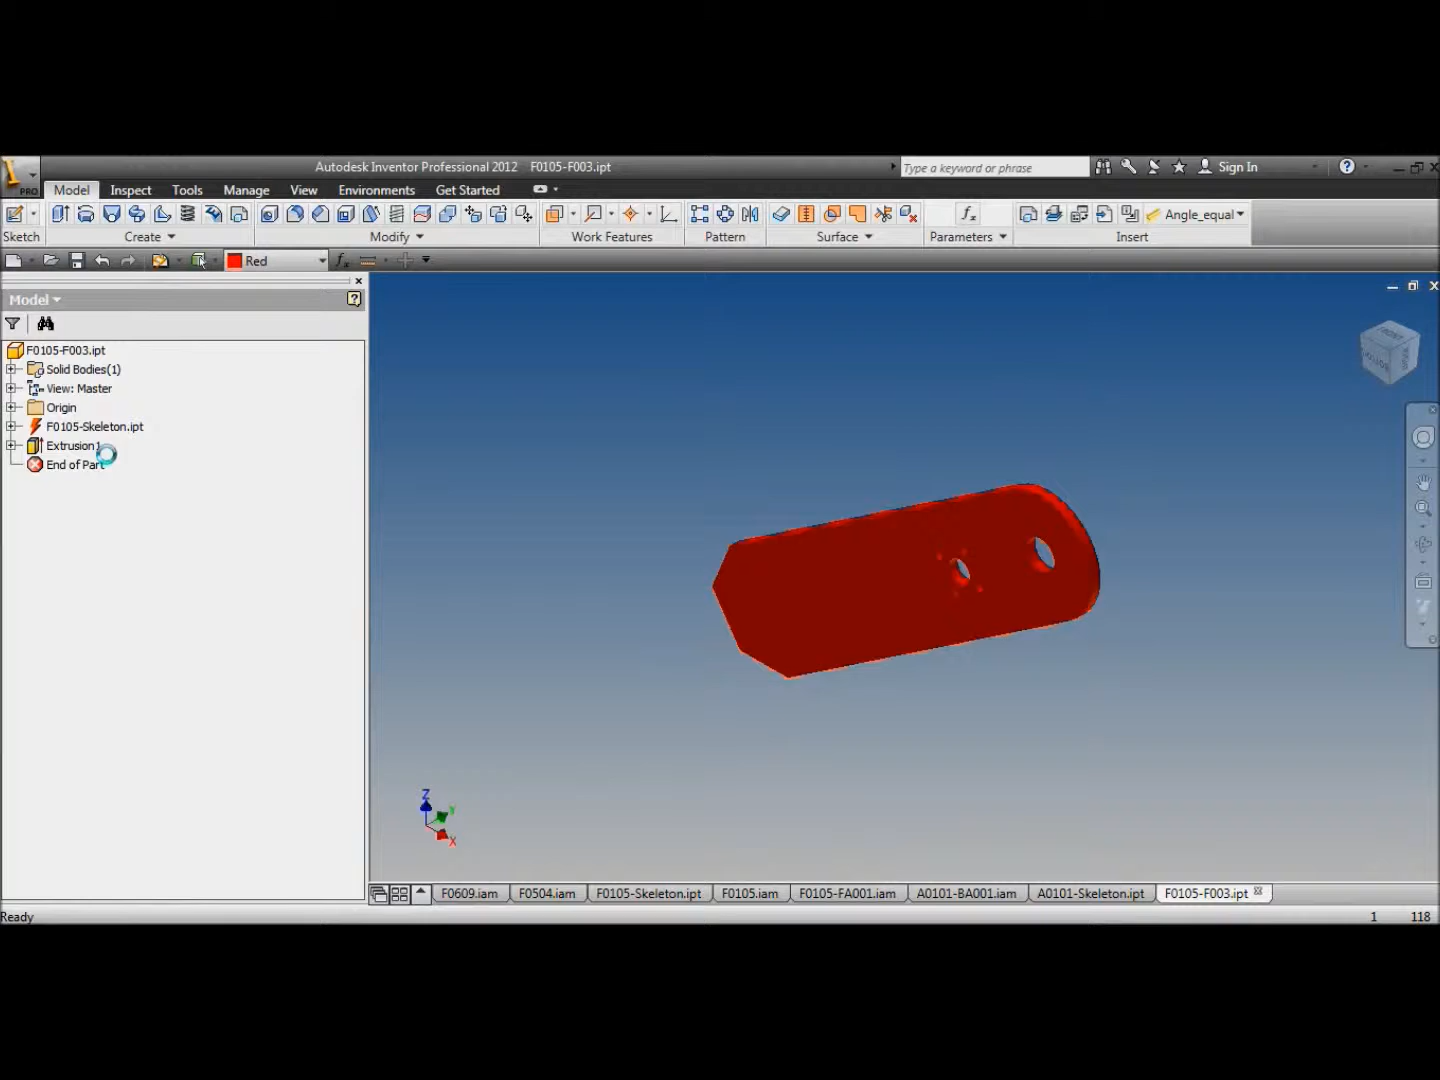 Autodesk Inventor Professional 2012 F0105-F003.ipt
Type a keyword or phrase
Sign In
PRO
Model Inspect Tools Manage View Environments Get Started
Angle_equal
Sketch Create Modify Work Features Pattern Surface Parameters Insert
Red
Model
F0105-F003.ipt
Solid Bodies(1)
View: Master
Origin
F0105-Skeleton.ipt
Extrusion1
End of Part
Z
Y
X
F0609.iam F0504.iam F0105-Skeleton.ipt F0105.iam F0105-FA001.iam A0101-BA001.iam A0101-Skeleton.ipt F0105-F003.ipt
Ready 1 118